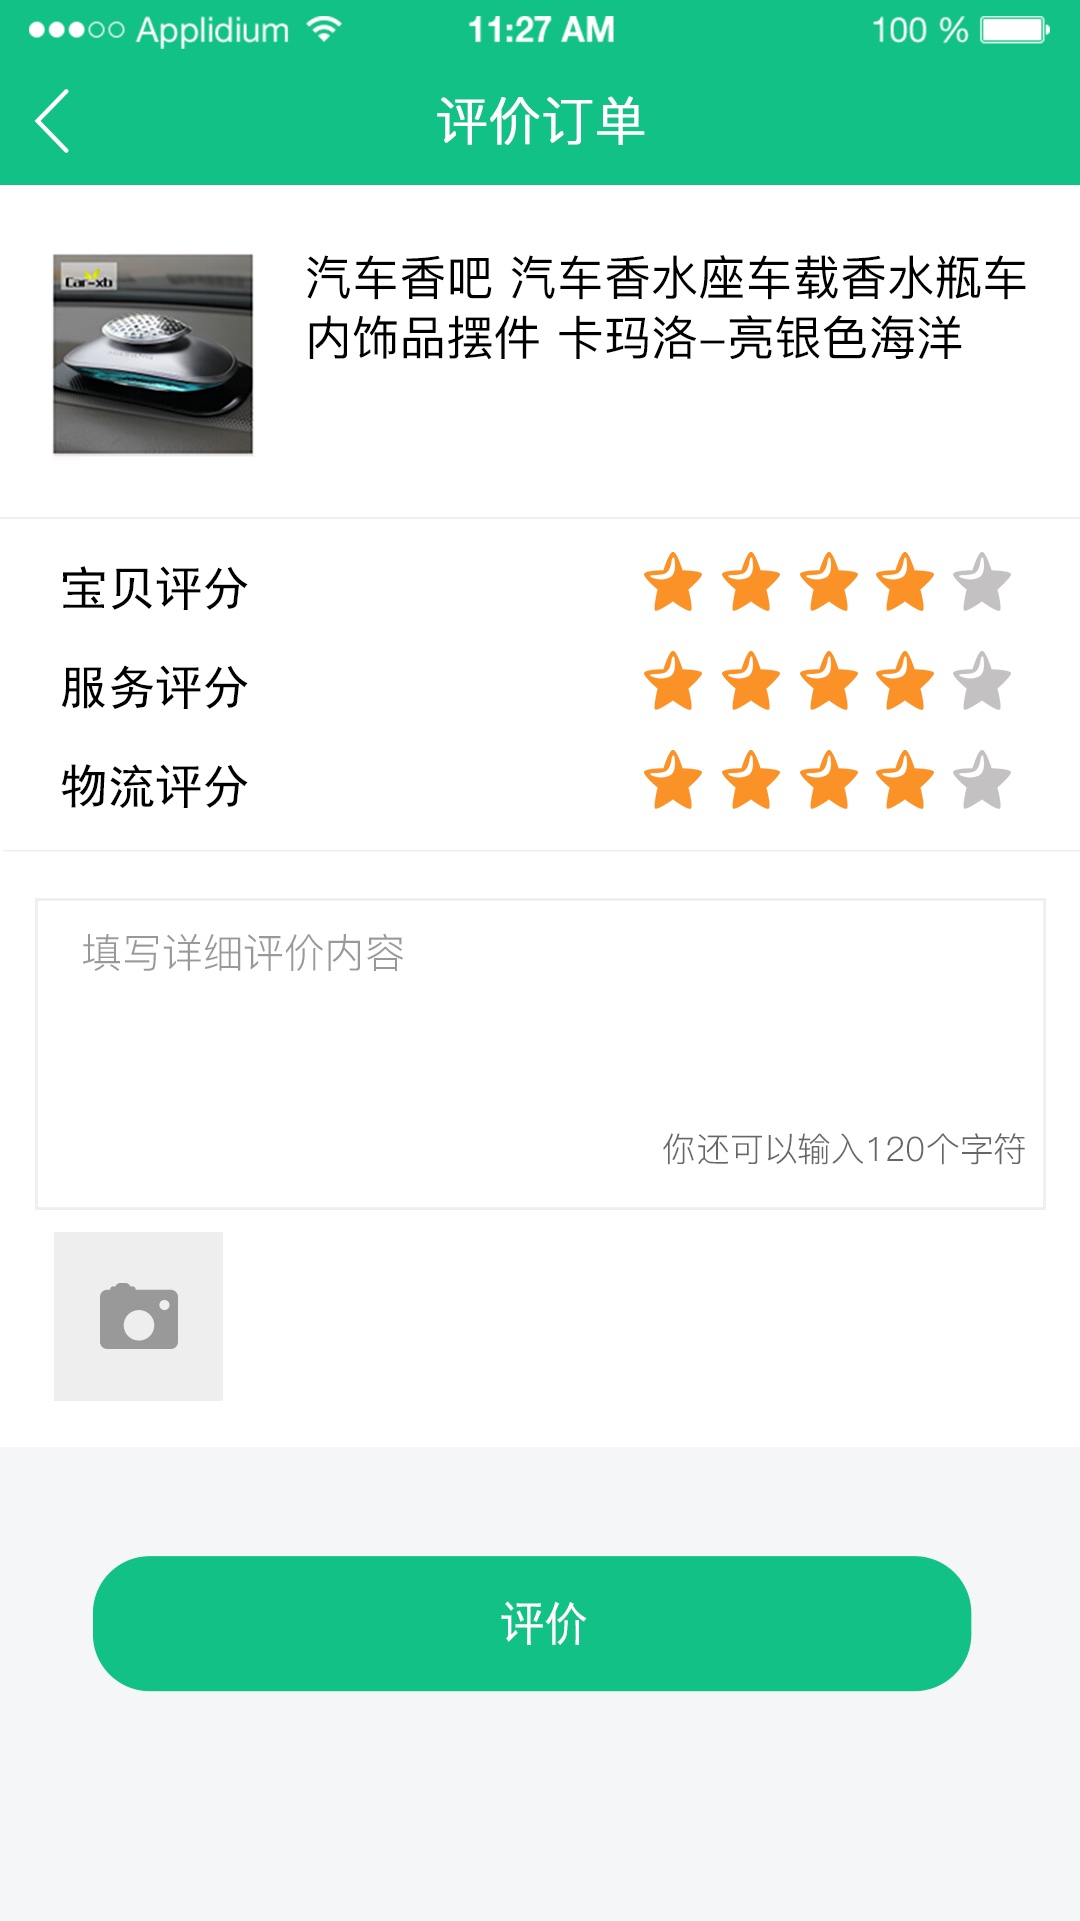 Applidium 11:27 AM 100 %
评价订单
Car-xb
汽车香吧 汽车香水座车载香水瓶车
内饰品摆件 卡玛洛–亮银色海洋
宝贝评分
服务评分
物流评分
填写详细评价内容
你还可以输入120个字符
评价